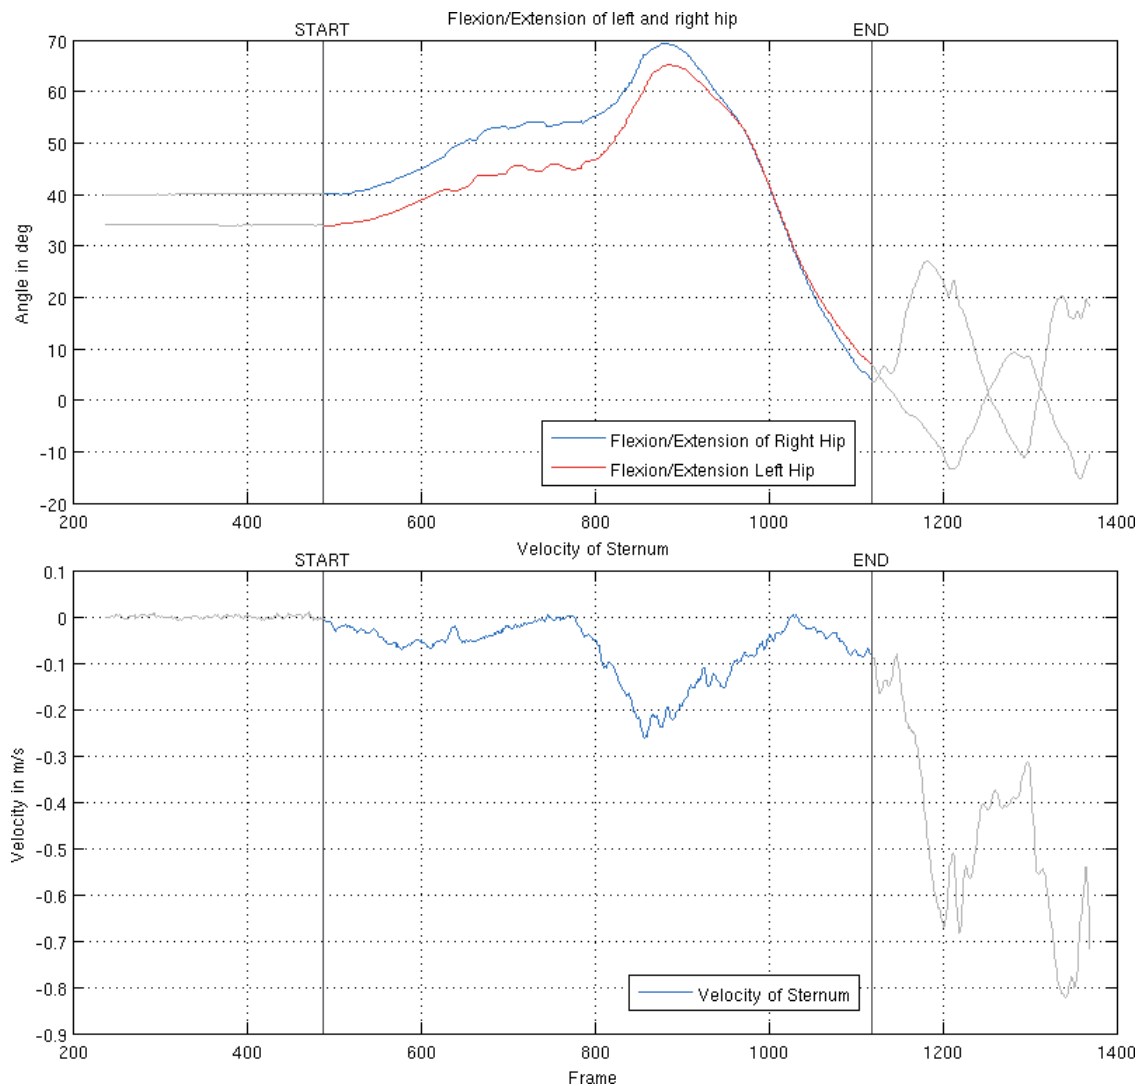 Flexion/Extension of left and right hip
START
END
70
60
50
40
30
20
10
0
-10
-20
Angle in deg
Flexion/Extension of Right Hip
Flexion/Extension Left Hip
200
400
600
800
1000
1200
1400
Velocity of Sternum
START
END
0.1
0
-0.1
-0.2
-0.3
-0.4
-0.5
-0.6
-0.7
-0.8
-0.9
Velocity in m/s
Velocity of Sternum
200
400
600
800
1000
1200
1400
Frame